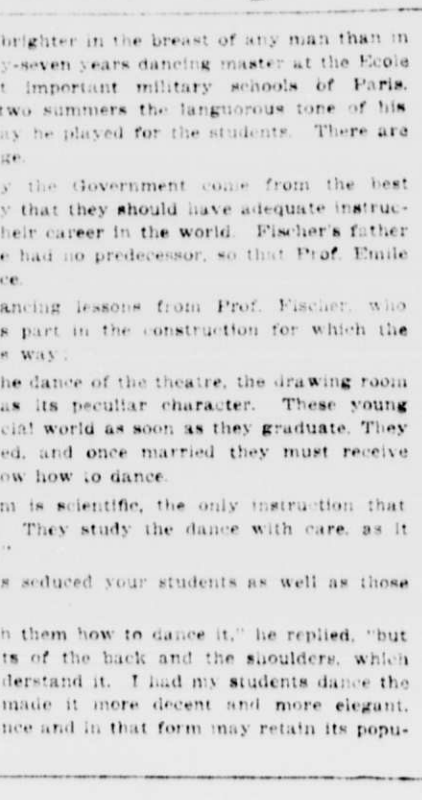 brighter in the breast of any man than in
y-seven years dancing master at the Ecole
t important military schools of Paris.
two summers the languorous tone of his
ay he played for the students. There are
ge.
y the Government come from the best
y that they should have adequate instruc-
heir career in the world. Fischer's father
e had no predecessor, so that Prof. Emile
ce.
ancing lessons from Prof. Fischer, who
s part in the construction for which the
s way:
he dance of the theatre, the drawing room
as its peculiar character. These young
cial world as soon as they graduate. They
ed, and once married they must receive
ow how to dance.
m is scientific, the only instruction that
. They study the dance with care, as it
"
s seduced your students as well as those
h them how to dance it," he replied, "but
ts of the back and the shoulders, which
derstand it. I had my students dance the
made it more decent and more elegant.
nce and in that form may retain its popu-